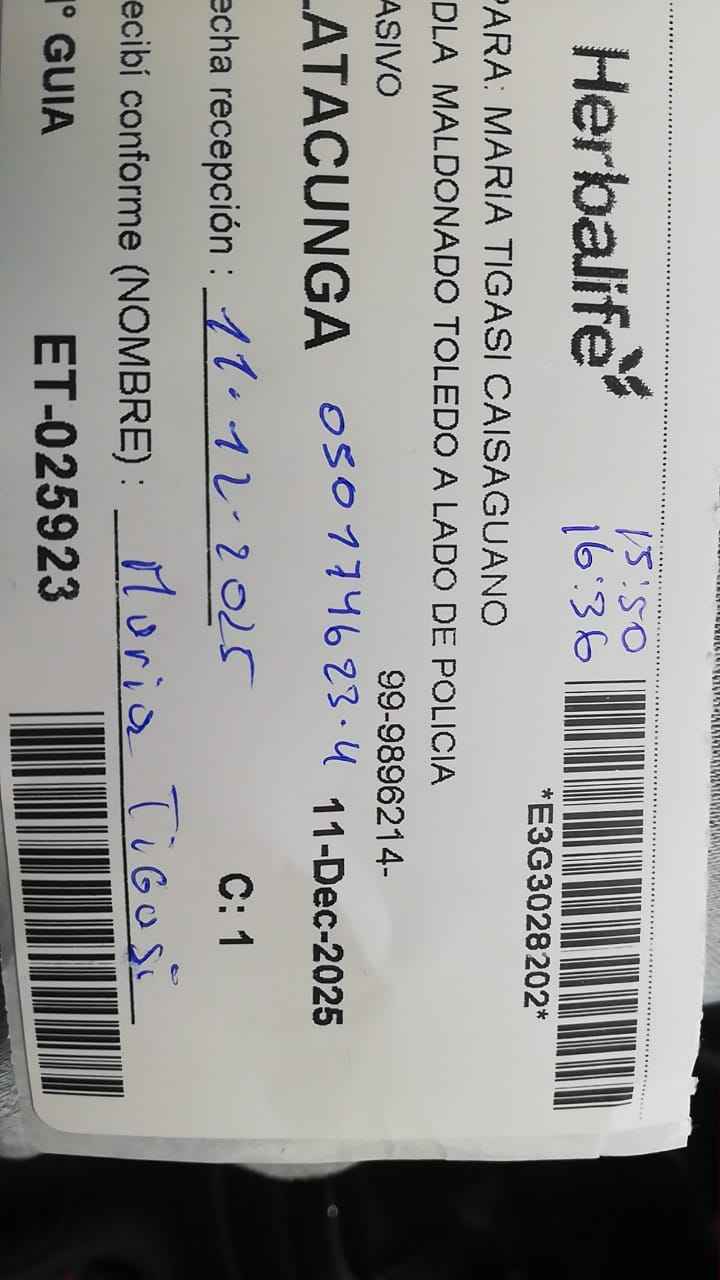 Herbalife
15:50
16:36
*E3G3028202*
PARA: MARIA TIGASI CAISAGUANO
DLA MALDONADO TOLEDO A LADO DE POLICIA
ASIVO
99-9896214-
LATACUNGA 050174623-4 11-Dec-2025
echa recepción : 11.12.2025 C: 1
ecibí conforme (NOMBRE) : Maria Tigasi
N° GUIA ET-025923